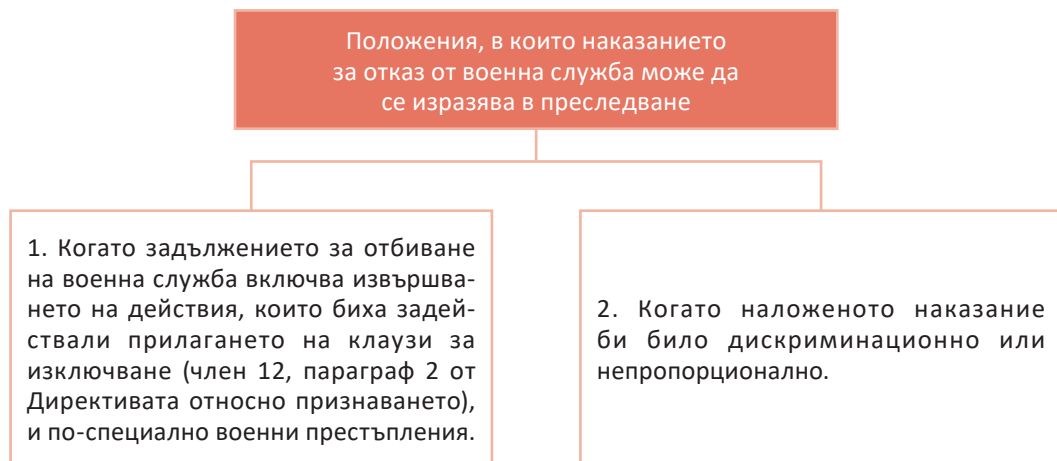 Положения, в които наказанието
за отказ от военна служба може да
се изразява в преследване
1. Когато задължението за отбиване
на военна служба включва извършва-
нето на действия, които биха задей-
ствали прилагането на клаузи за
изключване (член 12, параграф 2 от
Директивата относно признаването),
и по-специално военни престъпления.
2. Когато наложеното наказание
би било дискриминационно или
непропорционално.